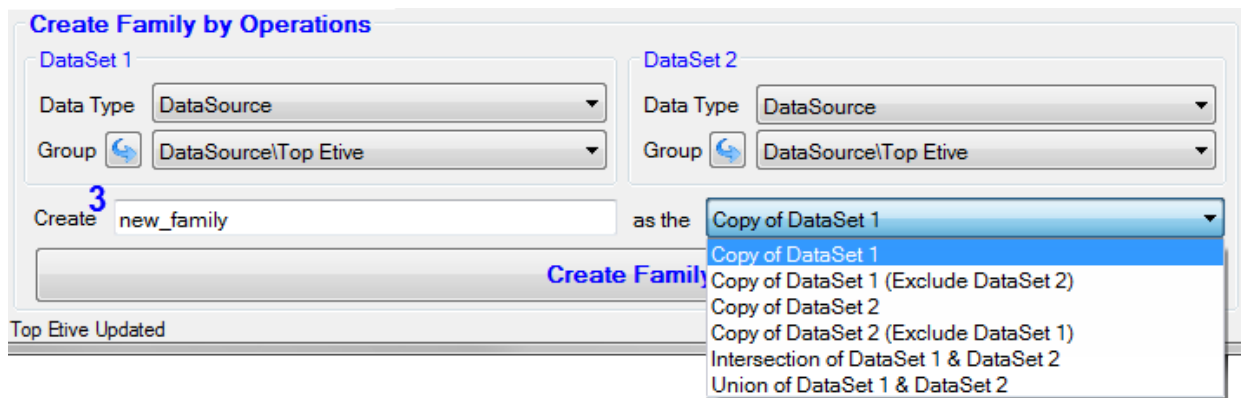 Create Family by Operations
DataSet 1
Data Type DataSource
Group DataSource\Top Etive
DataSet 2
Data Type DataSource
Group DataSource\Top Etive
3
Create new_family as the Copy of DataSet 1
Copy of DataSet 1
Copy of DataSet 1 (Exclude DataSet 2)
Copy of DataSet 2
Copy of DataSet 2 (Exclude DataSet 1)
Intersection of DataSet 1 & DataSet 2
Union of DataSet 1 & DataSet 2
Create Family
Top Etive Updated